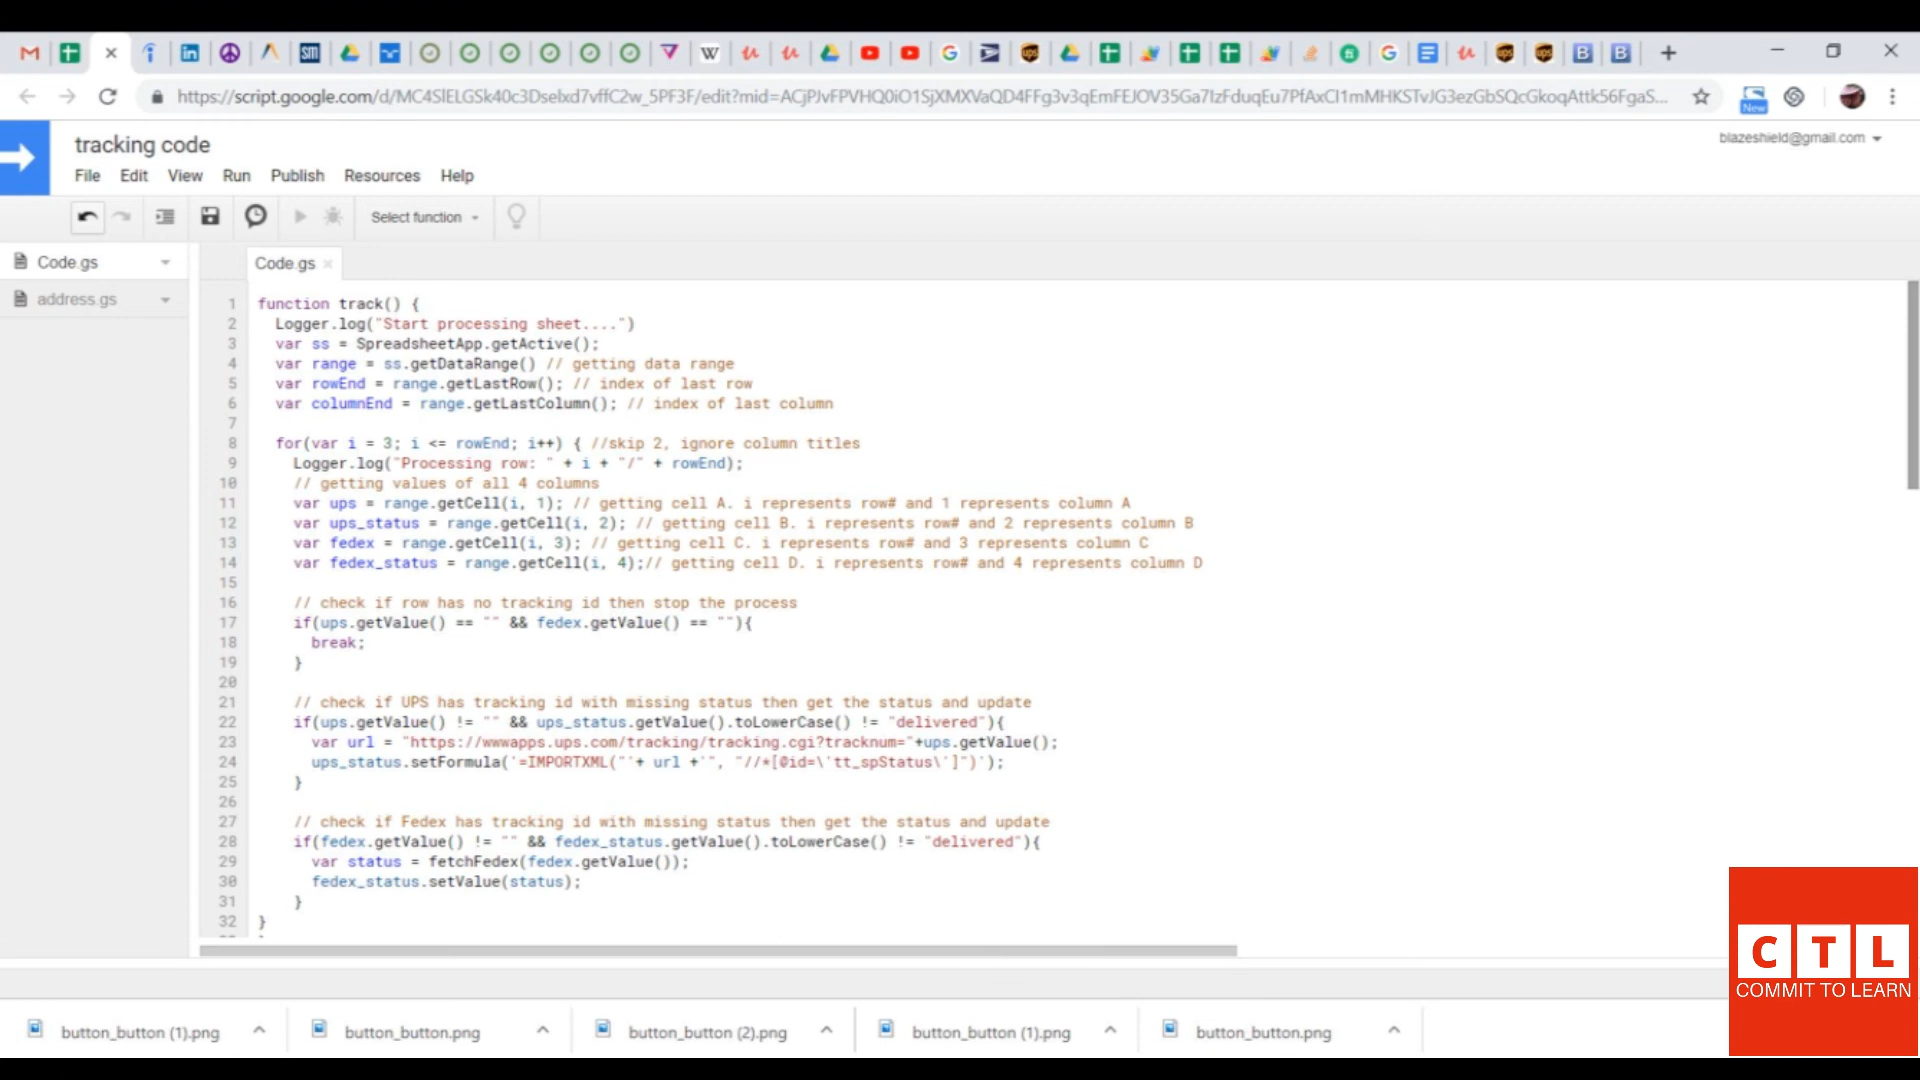 https://script.google.com/d/
tracking code
blazeshield@gmail.com
File Edit View Run Publish Resources Help
New
Select function
Code.gs
Code.gs
address.gs
1 function track() {
2 Logger.log("Start processing sheet....")
3 var ss = SpreadsheetApp.getActive();
4 var range = ss.getDataRange() // getting data range
5 var rowEnd = range.getLastRow(); // index of last row
6 var columnEnd = range.getLastColumn(); // index of last column
7
8 for(var i = 3; i <= rowEnd; i++) { //skip 2, ignore column titles
9 Logger.log("Processing row: " + i + "/" + rowEnd);
10 // getting values of all 4 columns
11 var ups = range.getCell(i, 1); // getting cell A. i represents row# and 1 represents column A
12 var ups_status = range.getCell(i, 2); // getting cell B. i represents row# and 2 represents column B
13 var fedex = range.getCell(i, 3); // getting cell C. i represents row# and 3 represents column C
14 var fedex_status = range.getCell(i, 4);// getting cell D. i represents row# and 4 represents column D
15
16 // check if row has no tracking id then stop the process
17 if(ups.getValue() == "" && fedex.getValue() == ""){
18 break;
19 }
20
21 // check if UPS has tracking id with missing status then get the status and update
22 if(ups.getValue() != "" && ups_status.getValue().toLowerCase() != "delivered"){
23 var url = "https://wwwapps.ups.com/tracking/tracking.cgi?tracknum="+ups.getValue();
24 ups_status.setFormula('=IMPORTXML("'+ url +'", "//*[@id=\'tt_spStatus\']")');
25 }
26
27 // check if Fedex has tracking id with missing status then get the status and update
28 if(fedex.getValue() != "" && fedex_status.getValue().toLowerCase() != "delivered"){
29 var status = fetchFedex(fedex.getValue());
30 fedex_status.setValue(status);
31 }
32 }
CTL
COMMIT TO LEARN
button_button (1).png
button_button.png
button_button (2).png
button_button (1).png
button_button.png